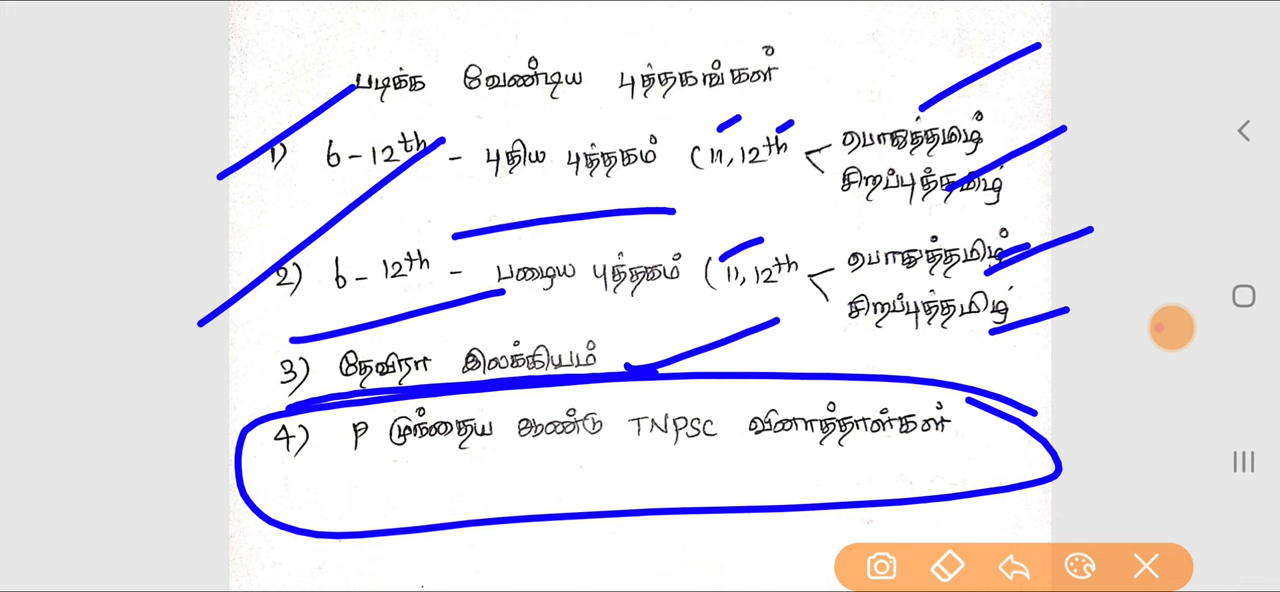 படிக்க வேண்டிய புத்தகங்கள்
1) 6-12th - புதிய புத்தகம் (11,12th < பொதுத்தமிழ்
சிறப்புத்தமிழ்
2) 6-12th - பழைய புத்தகம் (11,12th < பொதுத்தமிழ்
சிறப்புத்தமிழ்
3) தேவிரா இலக்கியம்
4) P முந்தைய ஆண்டு TNPSC வினாத்தாள்கள்